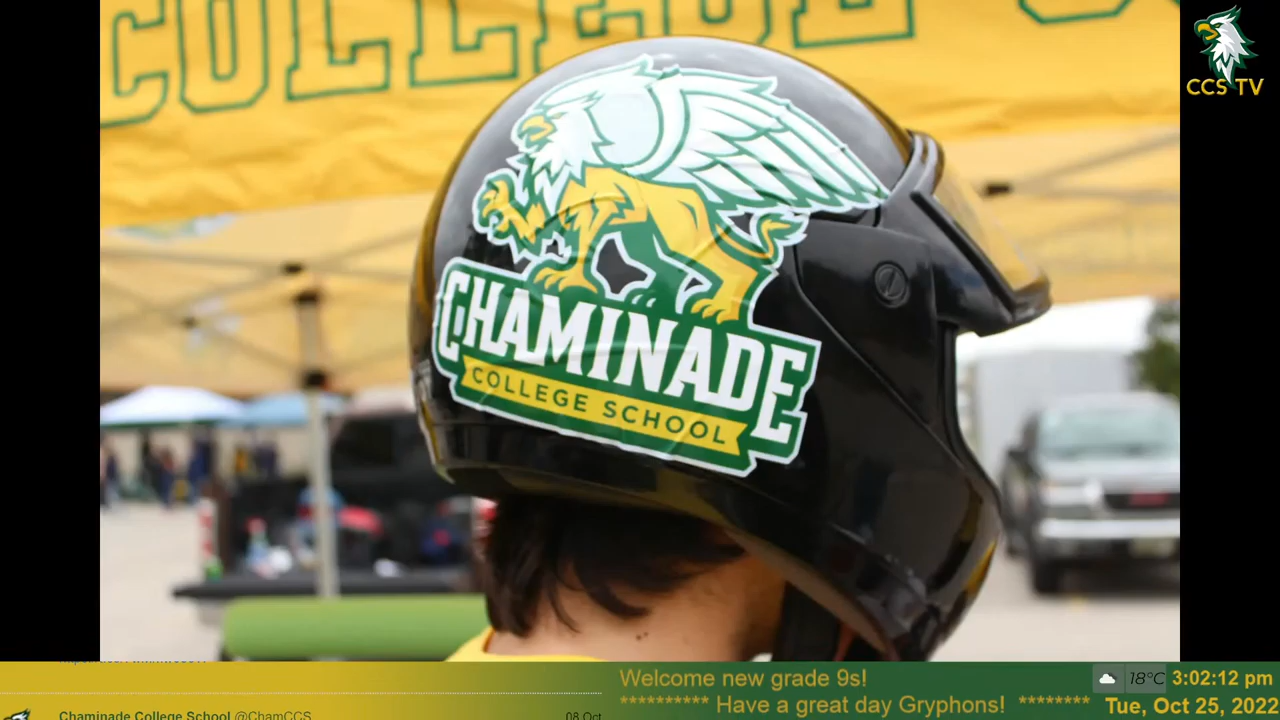 COLLEGE
CCS TV
CHAMINADE
COLLEGE SCHOOL
Welcome new grade 9s!
********** Have a great day Gryphons! ********
18°C 3:02:12 pm
Tue, Oct 25, 2022
Chaminade College School @ChamCCS 08 Oct